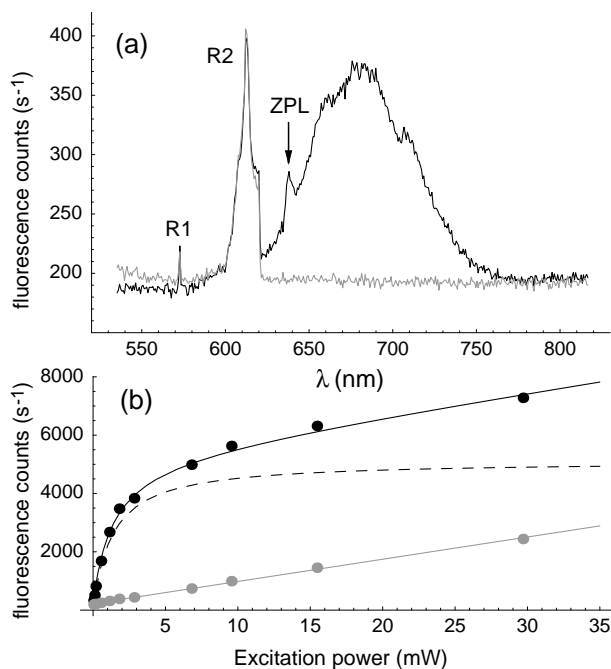 (a)
R1
R2
ZPL
fluorescence counts (s-1)
400
350
300
250
200
550
600
650
700
750
800
λ (nm)
(b)
fluorescence counts (s-1)
8000
6000
4000
2000
0
5
10
15
20
25
30
35
Excitation power (mW)